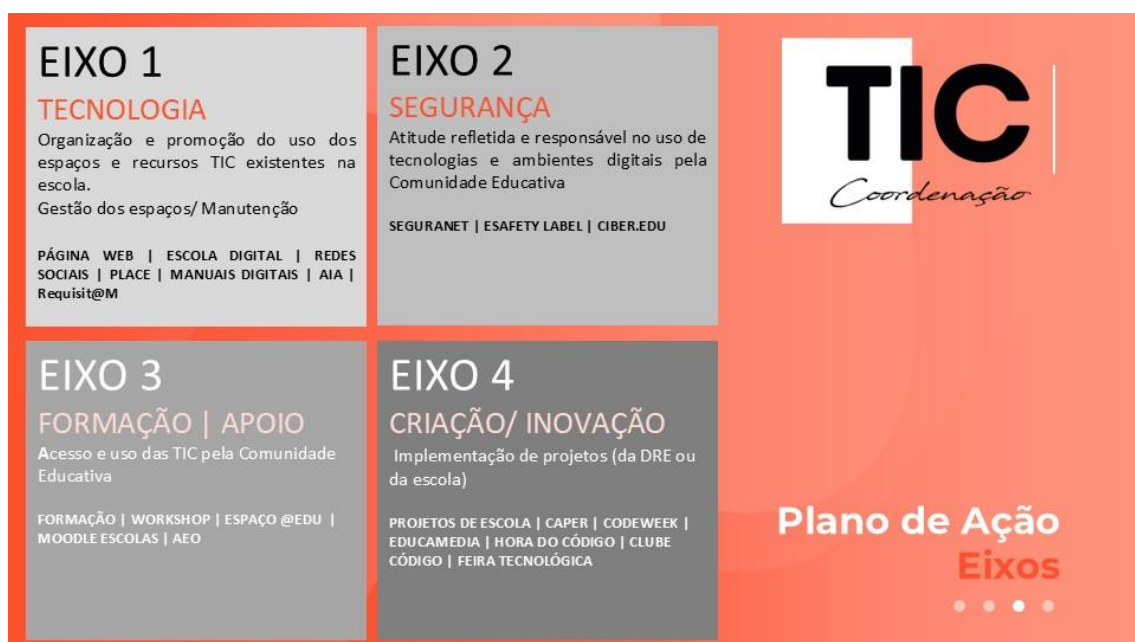 EIXO 1
TECNOLOGIA
Organização e promoção do uso dos
espaços e recursos TIC existentes na
escola.
Gestão dos espaços/ Manutenção
PÁGINA WEB | ESCOLA DIGITAL | REDES
SOCIAIS | PLACE | MANUAIS DIGITAIS | AIA |
Requisit@M
EIXO 2
SEGURANÇA
Atitude refletida e responsável no uso de
tecnologias e ambientes digitais pela
Comunidade Educativa
SEGURANET | ESAFETY LABEL | CIBER.EDU
EIXO 3
FORMAÇÃO | APOIO
Acesso e uso das TIC pela Comunidade
Educativa
FORMAÇÃO | WORKSHOP | ESPAÇO @EDU |
MOODLE ESCOLAS | AEO
EIXO 4
CRIAÇÃO/ INOVAÇÃO
Implementação de projetos (da DRE ou
da escola)
PROJETOS DE ESCOLA | CAPER | CODEWEEK |
EDUCAMEDIA | HORA DO CÓDIGO | CLUBE
CÓDIGO | FEIRA TECNOLÓGICA
TIC
Coordenação
Plano de Ação
Eixos